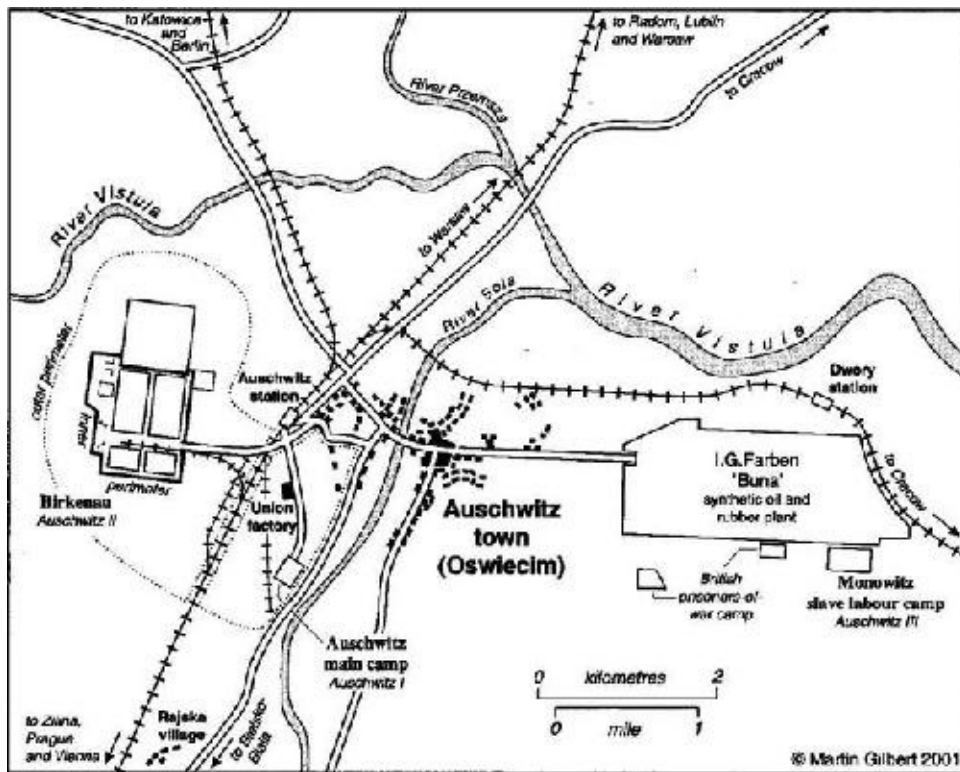 to Katowice
and
Berlin
to Radom, Lublin
and Warsaw
to Cracow
River Przemsza
River Vistula
to Warsaw
River Sola
River Vistula
outer perimeter
Auschwitz
station
Dwory
station
inner
perimeter
Birkenau
Auschwitz II
Union
factory
Auschwitz
town
(Oswiecim)
I.G.Farben
'Buna'
synthetic oil and
rubber plant
to Cracow
British
prisoners-of-
war camp
Monowitz
slave labour camp
Auschwitz III
Auschwitz
main camp
Auschwitz I
0 kilometres 2
0 mile 1
to Zilina,
Prague
and Vienna
Rajska
village
to Bielsko-
Biala
© Martin Gilbert 2001